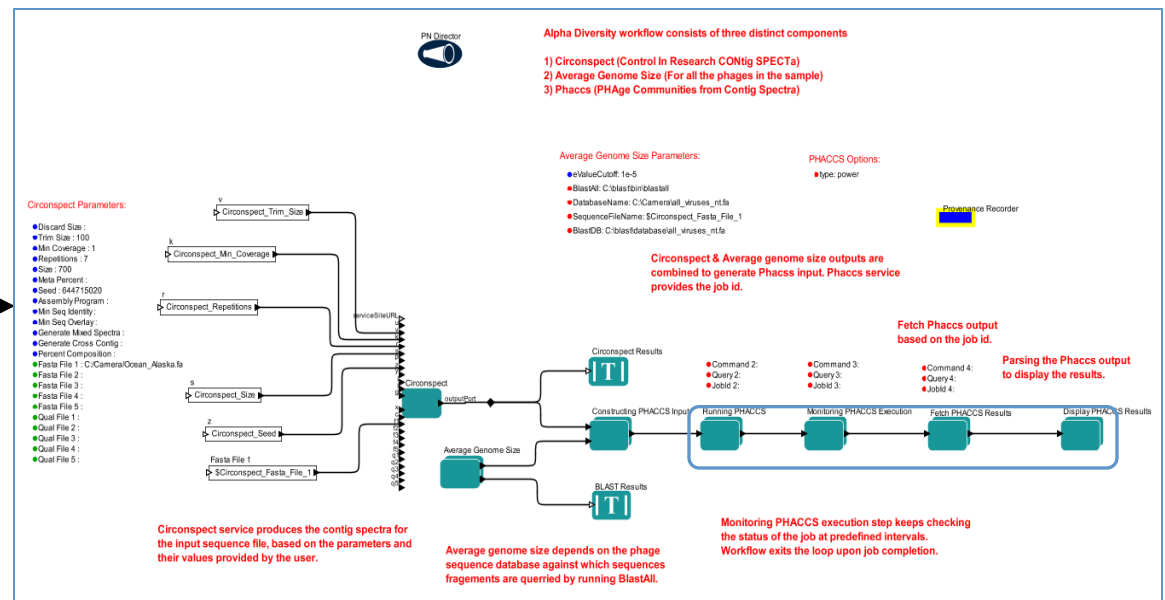 PN Director
Alpha Diversity workflow consists of three distinct components
1) Circonspect (Control In Research CONtig SPECTa)
2) Average Genome Size (For all the phages in the sample)
3) Phaccs (PHAge Communities from Contig Spectra)
Average Genome Size Parameters:
eValueCutoff: 1e-5
BlastAll: C:\blast\bin\blastall
DatabaseName: C:\Camera\all_viruses_nt.fa
SequenceFileName: $Circonspect_Fasta_File_1
BlastDB: C:\blast\database\all_viruses_nt.fa
PHACCS Options:
type: power
Provenance Recorder
Circonspect Parameters:
Discard Size :
Trim Size : 100
Min Coverage : 1
Repetitions : 7
Size : 700
Meta Percent :
Seed : 644715020
Assembly Program :
Min Seq Identity :
Min Seq Overlay :
Generate Mixed Spectra :
Generate Cross Contig :
Percent Composition :
Fasta File 1 : C:/Camera/Ocean_Alaska.fa
Fasta File 2 :
Fasta File 3 :
Fasta File 4 :
Fasta File 5 :
Qual File 1 :
Qual File 2 :
Qual File 3 :
Qual File 4 :
Qual File 5 :
v
Circonspect_Trim_Size
k
Circonspect_Min_Coverage
r
Circonspect_Repetitions
s
Circonspect_Size
z
Circonspect_Seed
Fasta File 1
$Circonspect_Fasta_File_1
serviceSiteURL
Circonspect
outputPort
Circonspect & Average genome size outputs are
combined to generate Phacss input. Phaccs service
provides the job id.
Fetch Phaccs output
based on the job id.
Parsing the Phaccs output
to display the results.
Circonspect Results
T
Command 2:
Query 2:
JobId 2:
Command 3:
Query 3:
JobId 3:
Command 4:
Query 4:
JobId 4:
Constructing PHACCS Input
Running PHACCS
Monitoring PHACCS Execution
Fetch PHACCS Results
Display PHACCS Results
Average Genome Size
BLAST Results
T
Circonspect service produces the contig spectra for
the input sequence file, based on the parameters and
their values provided by the user.
Average genome size depends on the phage
sequence database against which sequences
fragements are querried by running BlastAll.
Monitoring PHACCS execution step keeps checking
the status of the job at predefined intervals.
Workflow exits the loop upon job completion.